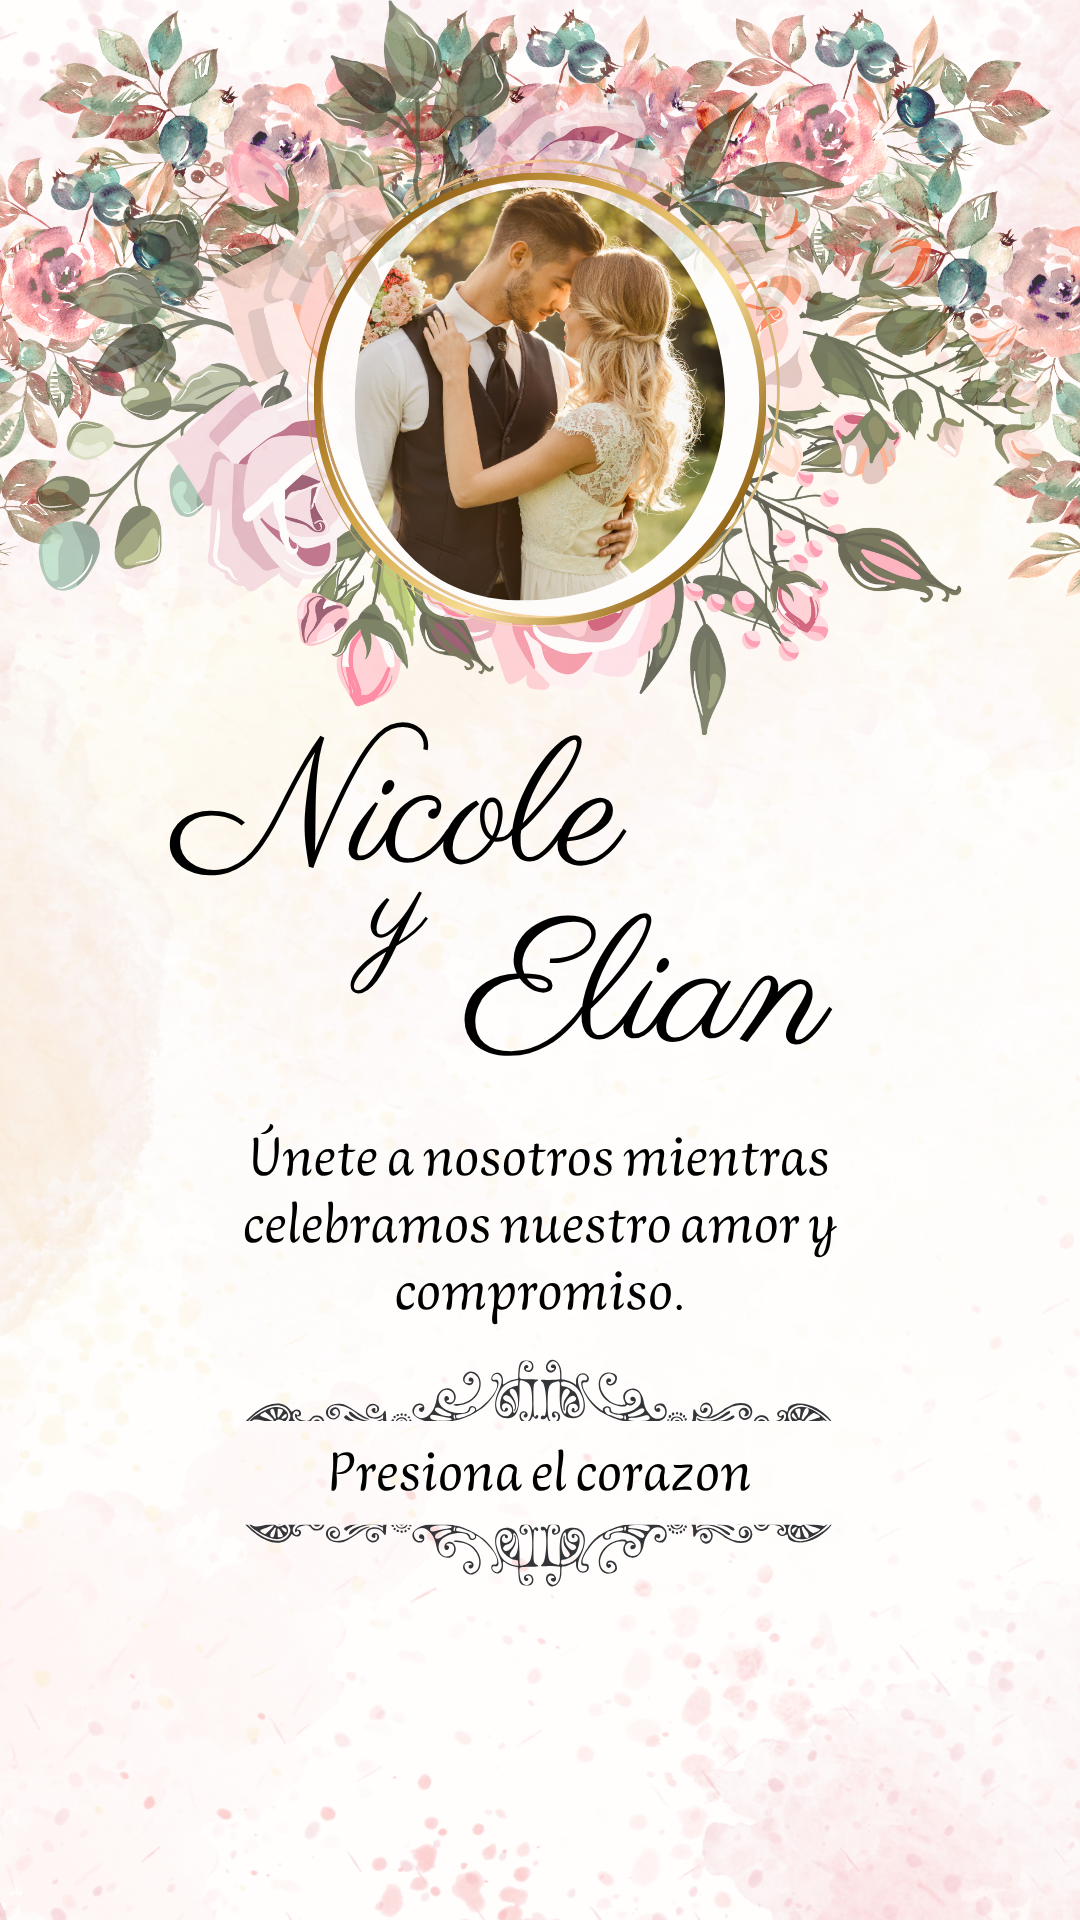 Nicole
y
Elian
Únete a nosotros mientras
celebramos nuestro amor y
compromiso.
Presiona el corazon